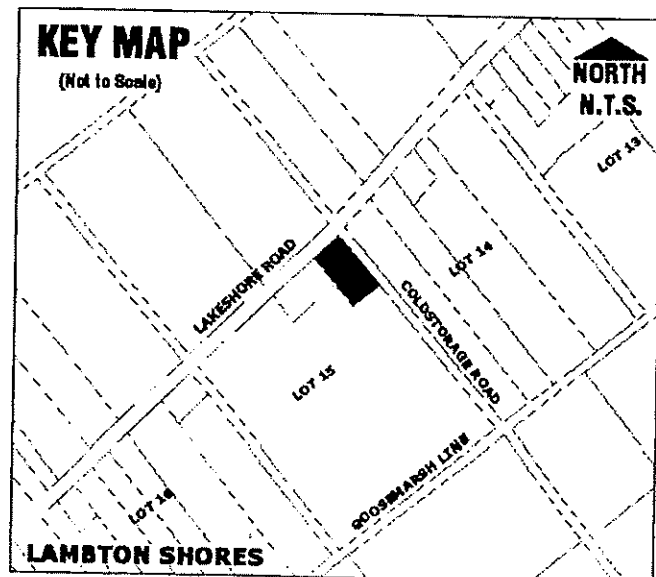 KEY MAP
(Not to Scale)
NORTH
N.T.S.
LOT 13
LAKESHORE ROAD
LOT 14
COLDSTORAGE ROAD
LOT 15
GOOSEMARSH LINE
LOT 16
LAMBTON SHORES